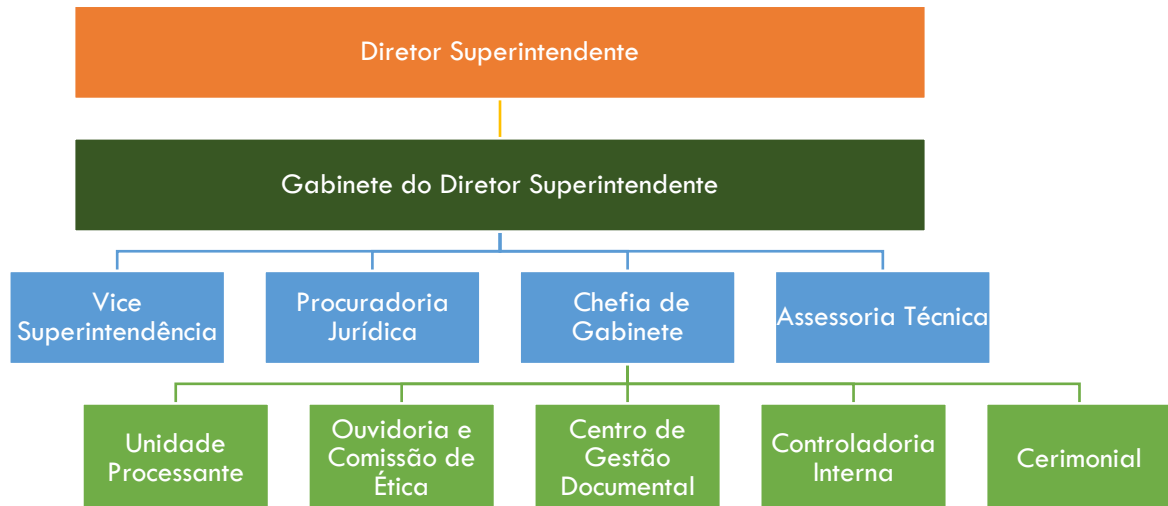 Diretor Superintendente
Gabinete do Diretor Superintendente
Vice
Superintendência
Procuradoria
Jurídica
Chefia de
Gabinete
Assessoria Técnica
Unidade
Processante
Ouvidoria e
Comissão de
Ética
Centro de
Gestão
Documental
Controladoria
Interna
Cerimonial